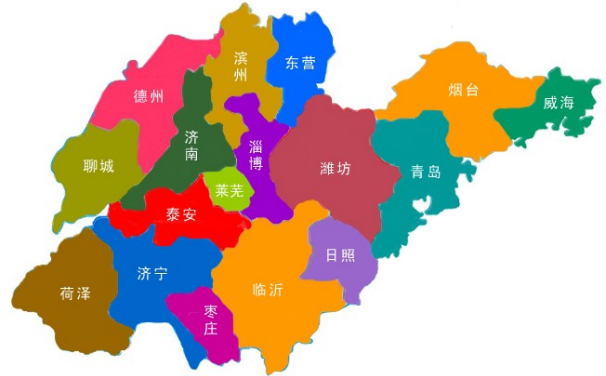 滨州
东营
德州
烟台
威海
济南
淄博
聊城
潍坊
青岛
莱芜
泰安
日照
济宁
临沂
荷泽
枣庄